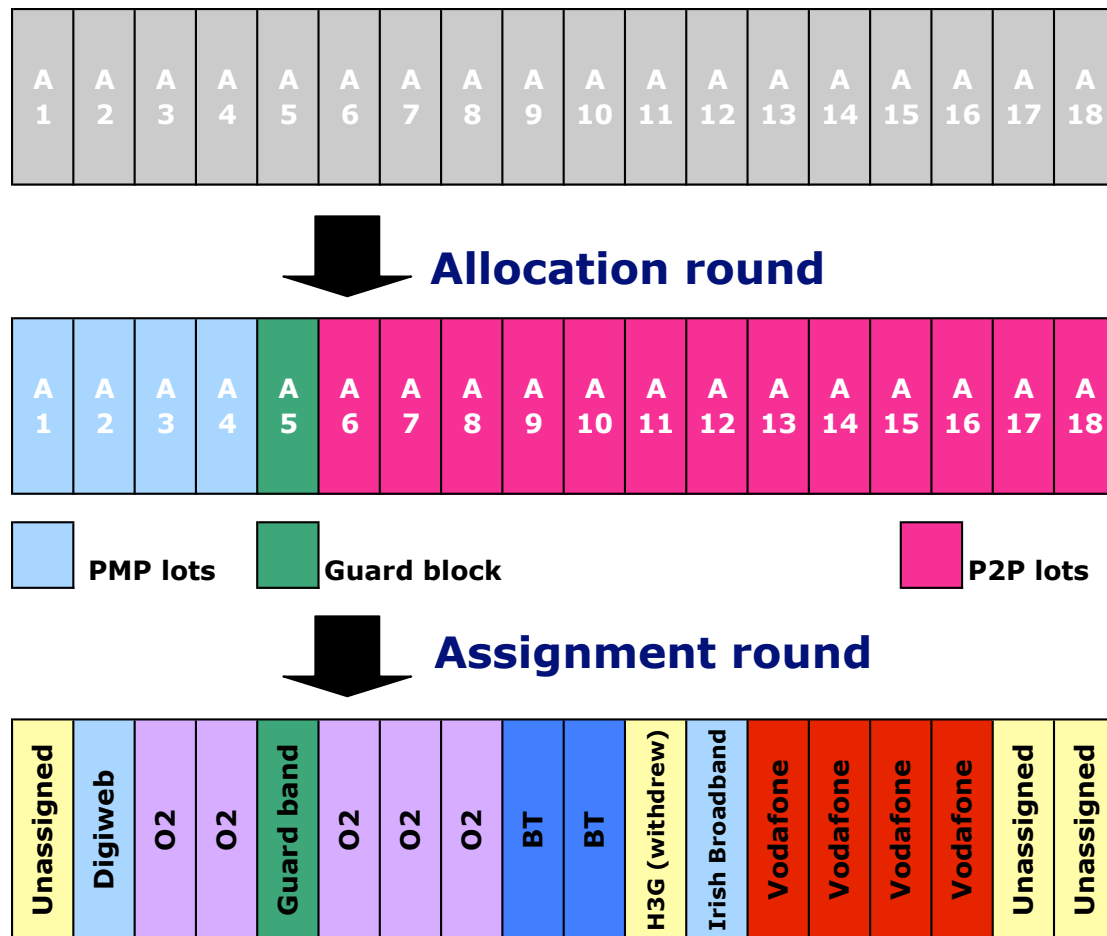 A A A A A A A A A A A A A A A A A A
1 2 3 4 5 6 7 8 9 10 11 12 13 14 15 16 17 18
Allocation round
A A A A A A A A A A A A A A A A A A
1 2 3 4 5 6 7 8 9 10 11 12 13 14 15 16 17 18
PMP lots Guard block P2P lots
Assignment round
Unassigned
Digiweb
O2
O2
Guard band
O2
O2
O2
BT
BT
H3G (withdrew)
Irish Broadband
Vodafone
Vodafone
Vodafone
Vodafone
Unassigned
Unassigned